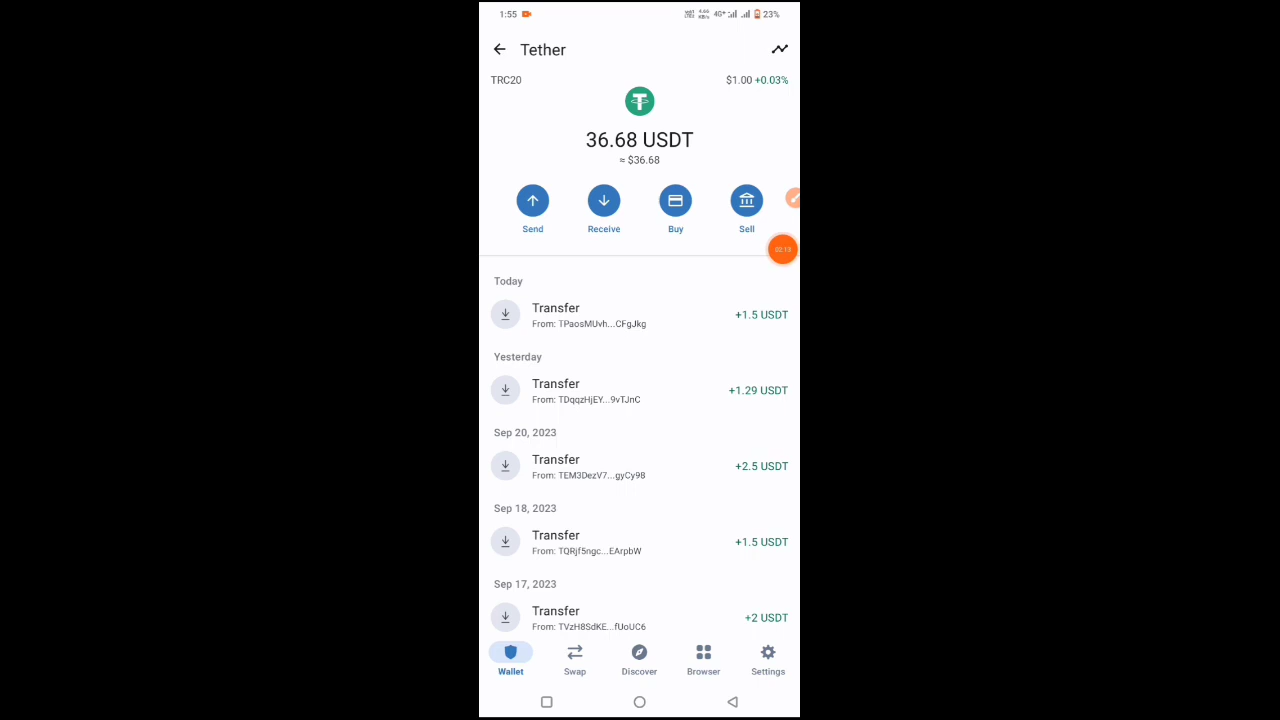 1:55 4G+ 23%
Tether
TRC20 $1.00 +0.03%
36.68 USDT
≈ $36.68
Send Receive Buy Sell
02:13
Today
Transfer +1.5 USDT
From: TPaosMUvh...CFgJkg
Yesterday
Transfer +1.29 USDT
From: TDqqzHjEY...9vTJnC
Sep 20, 2023
Transfer +2.5 USDT
From: TEM3DezV7...gyCy98
Sep 18, 2023
Transfer +1.5 USDT
From: TQRjf5ngc...EArpbW
Sep 17, 2023
Transfer +2 USDT
From: TVzH8SdKE...fUoUC6
Wallet Swap Discover Browser Settings